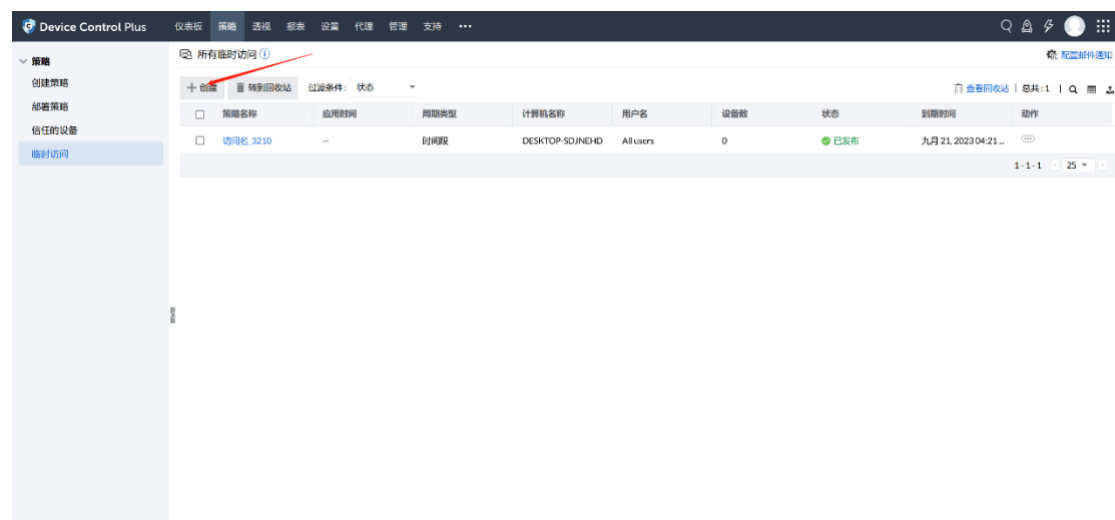 Device Control Plus 仪表板 策略 透视 报表 设置 代理 管理 支持 •••
策略
创建策略
部署策略
信任的设备
临时访问
所有临时访问
配置邮件通知
创建 转到回收站 过滤条件: 状态
查看回收站 | 总共:1
策略名称 应用时间 周期类型 计算机名称 用户名 设备数 状态 到期时间 动作
访问名_3210 -- 时间段 DESKTOP-SDJNEHD All users 0 已发布 九月 21, 2023 04:21...
1 - 1 - 1 25